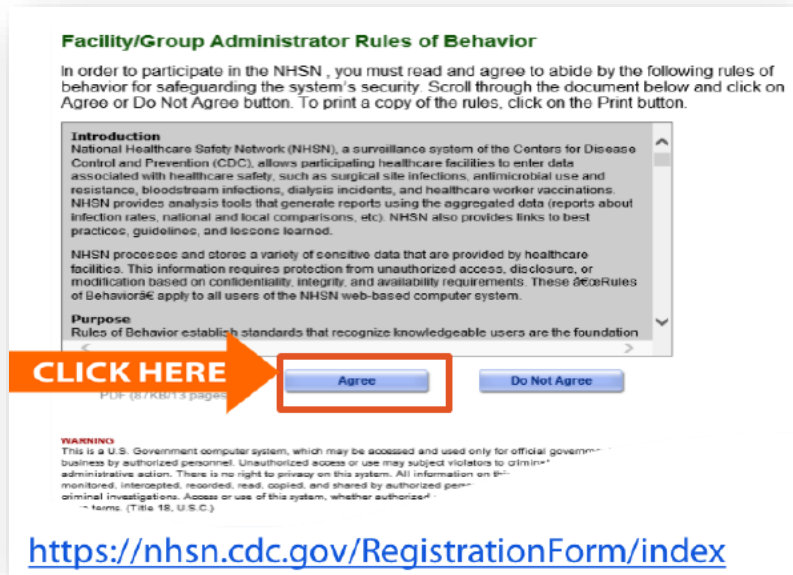 Facility/Group Administrator Rules of Behavior
In order to participate in the NHSN , you must read and agree to abide by the following rules of
behavior for safeguarding the system's security. Scroll through the document below and click on
Agree or Do Not Agree button. To print a copy of the rules, click on the Print button.
Introduction
National Healthcare Safety Network (NHSN), a surveillance system of the Centers for Disease
Control and Prevention (CDC), allows participating healthcare facilities to enter data
associated with healthcare safety, such as surgical site infections, antimicrobial use and
resistance, bloodstream infections, dialysis incidents, and healthcare worker vaccinations.
NHSN provides analysis tools that generate reports using the aggregated data (reports about
infection rates, national and local comparisons, etc). NHSN also provides links to best
practices, guidelines, and lessons learned.
NHSN processes and stores a variety of sensitive data that are provided by healthcare
facilities. This information requires protection from unauthorized access, disclosure, or
modification based on confidentiality, integrity, and availability requirements. These â€œRules
of Behaviorâ€ apply to all users of the NHSN web-based computer system.
Purpose
Rules of Behavior establish standards that recognize knowledgeable users are the foundation
CLICK HERE
Agree
Do Not Agree
PDF (87KB/13 pages
WARNING
This is a U.S. Government computer system, which may be accessed and used only for official
business by authorized personnel. Unauthorized access or use may subject violators to
administrative action. There is no right to privacy on this system. All information on
monitored, intercepted, recorded, read, copied, and shared by authorized
criminal investigations. Access or use of this system, whether authorized
terms. (Title 18, U.S.C.)
https://nhsn.cdc.gov/RegistrationForm/index